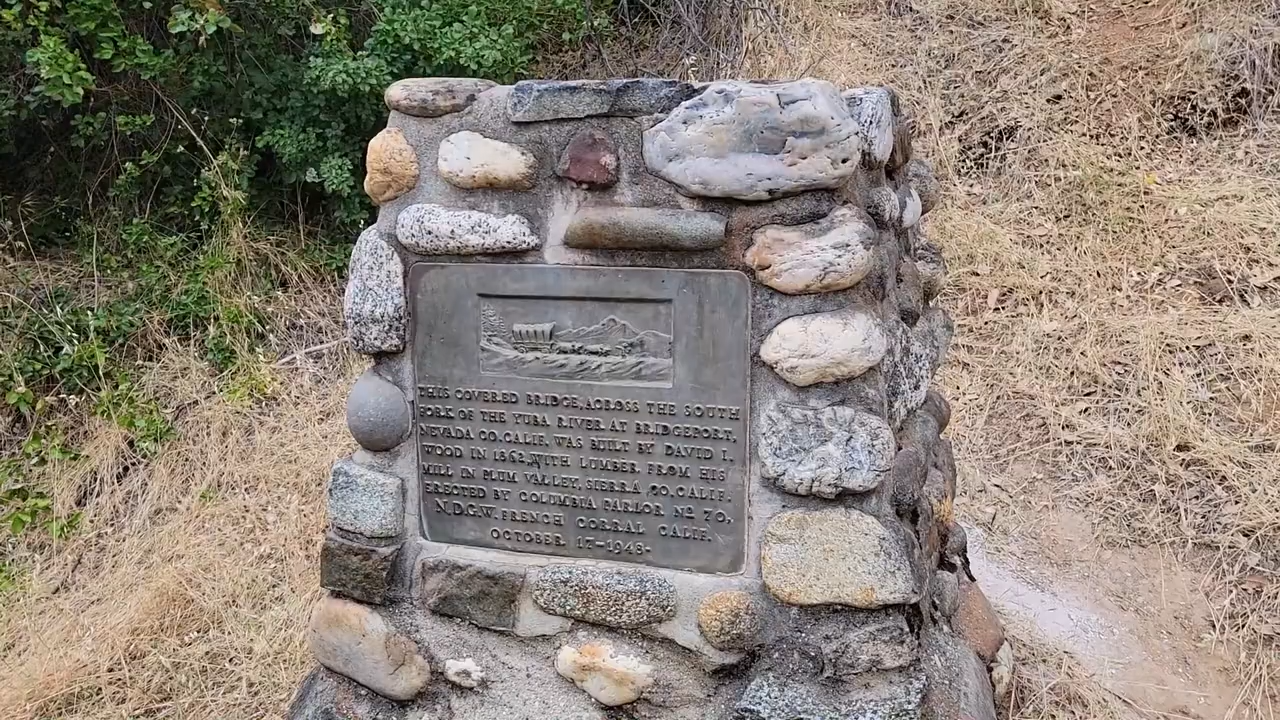 THIS COVERED BRIDGE, ACROSS THE SOUTH
FORK OF THE YUBA RIVER AT BRIDGEPORT,
NEVADA CO. CALIF. WAS BUILT BY DAVID I.
WOOD IN 1862, WITH LUMBER FROM HIS
MILL IN PLUM VALLEY, SIERRA CO. CALIF.
ERECTED BY COLUMBIA PARLOR Nº 70,
N.D.G.W. FRENCH CORRAL CALIF.
OCTOBER 17-1948-